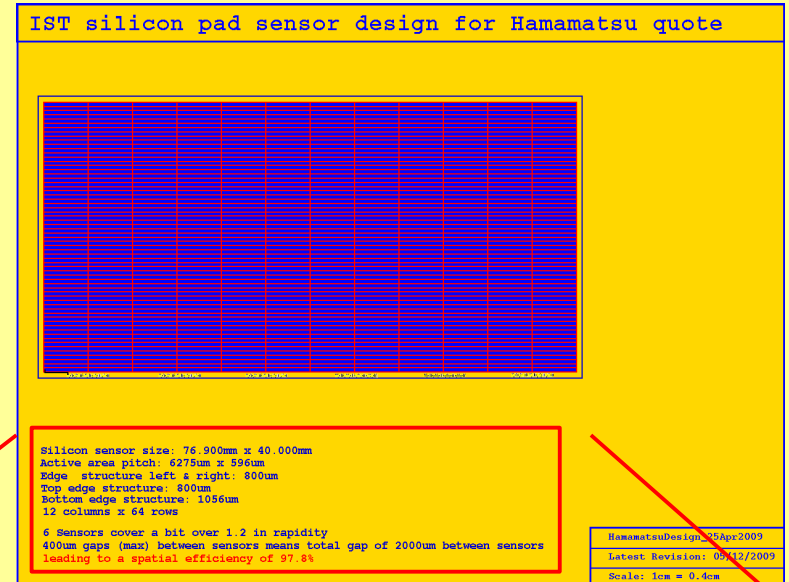 IST silicon pad sensor design for Hamamatsu quote
Silicon sensor size: 76.900mm x 40.000mm
Active area pitch: 6275um x 596um
Edge structure left & right: 800um
Top edge structure: 800um
Bottom edge structure: 1056um
12 columns x 64 rows
6 Sensors cover a bit over 1.2 in rapidity
400um gaps (max) between sensors means total gap of 2000um between sensors
leading to a spatial efficiency of 97.8%
HamamatsuDesign_25Apr2009
Latest Revision: 05/12/2009
Scale: 1cm = 0.4cm